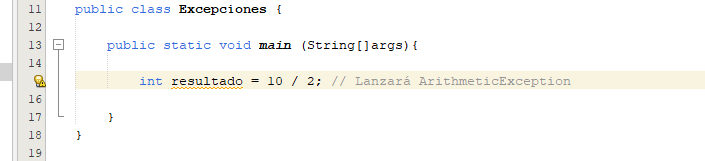 11 public class Excepciones {
12
13 public static void main (String[]args){
14
int resultado = 10 / 2; // Lanzará ArithmeticException
16
17 }
18 }
19